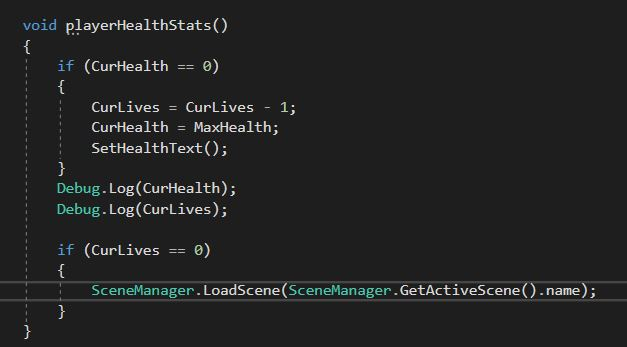 void playerHealthStats()
{
if (CurHealth == 0)
{
CurLives = CurLives - 1;
CurHealth = MaxHealth;
SetHealthText();
}
Debug.Log(CurHealth);
Debug.Log(CurLives);
if (CurLives == 0)
{
SceneManager.LoadScene(SceneManager.GetActiveScene().name);
}
}